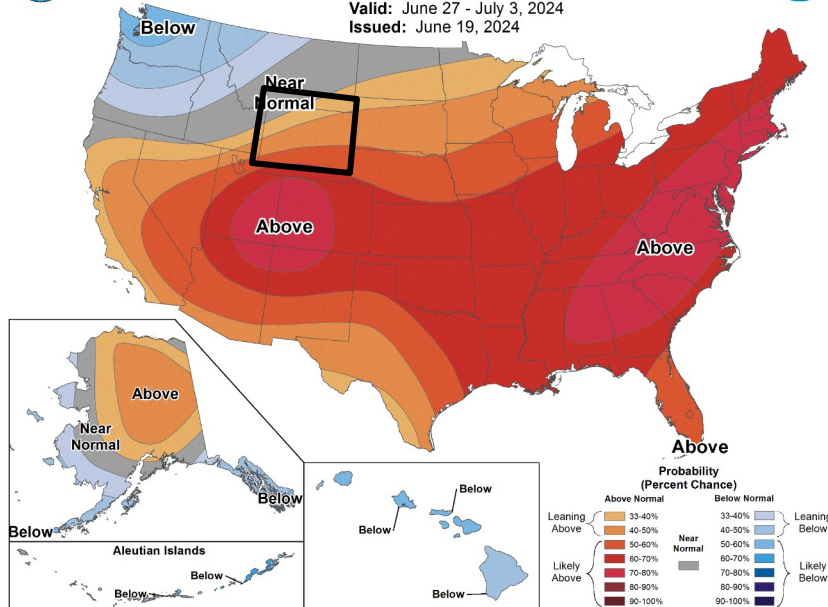 Valid: June 27 - July 3, 2024
Issued: June 19, 2024
Below
Near
Normal
Above
Above
Above
Near
Normal
Below
Below
Above
Aleutian Islands
Below
Below
Below
Below
Below
Probability
(Percent Chance)
Above Normal
Below Normal
Leaning
Above
33-40%
40-50%
Likely
Above
50-60%
60-70%
70-80%
80-90%
90-100%
Near
Normal
33-40%
40-50%
Leaning
Below
50-60%
60-70%
70-80%
80-90%
90-100%
Likely
Below